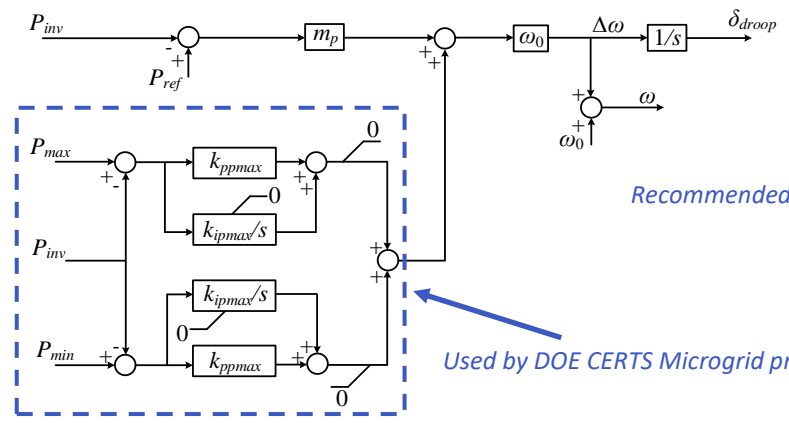 P_inv
-
+
P_ref
m_p
+
+
ω_0
Δω
1/s
δ_droop
+
+
ω_0
ω
P_max
+
-
k_ppmax
+
+
0
k_ipmax/s
0
Recommended
P_inv
+
+
k_ipmax/s
0
P_min
+
-
k_ppmax
+
+
0
Used by DOE CERTS Microgrid pr